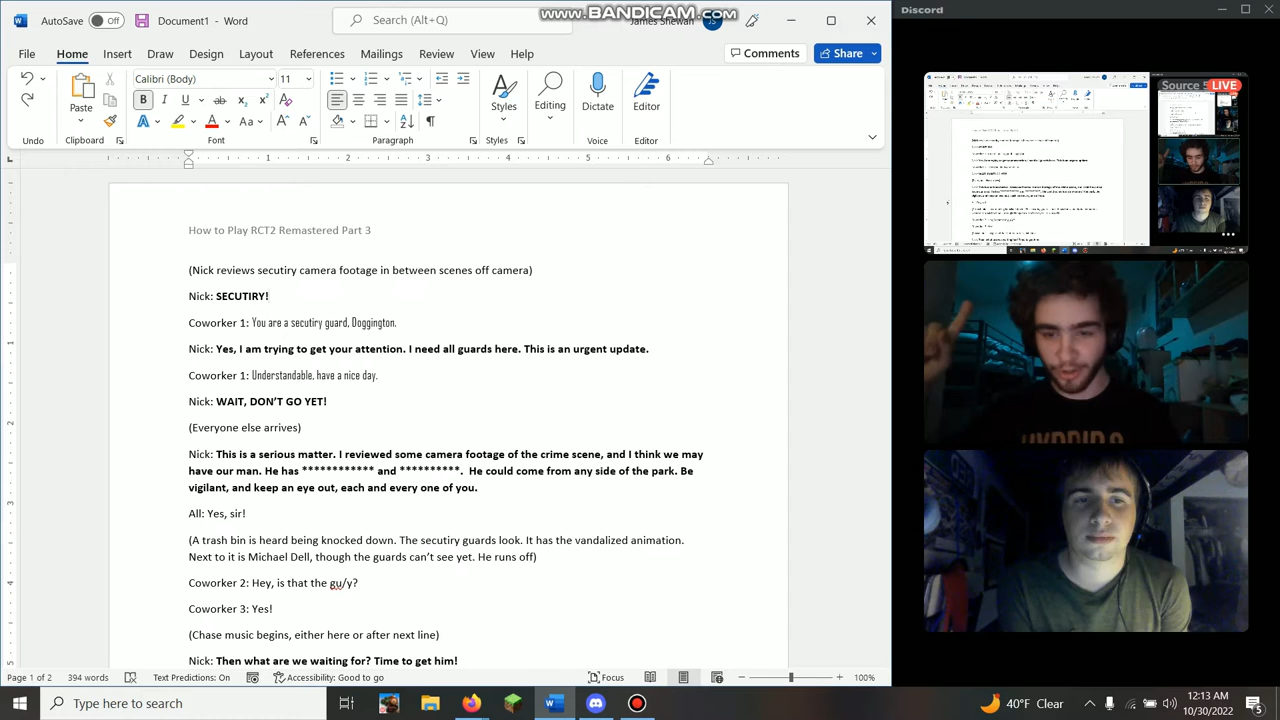 AutoSave Off Document1 - Word
Search (Alt+Q)
www.BANDICAM.com
James Shewan JS
Discord
File Home Insert Draw Design Layout References Mailings Review View Help
Comments Share
Calibri (Body) 11
Paste
Styles
Editing
Dictate
Editor
Undo Clipboard Font Paragraph Styles Voice Editor
How to Play RCT: Remastered Part 3
(Nick reviews secutiry camera footage in between scenes off camera)
Nick: SECUTIRY!
Coworker 1: You are a secutiry guard, Doggington.
Nick: Yes, I am trying to get your attention. I need all guards here. This is an urgent update.
Coworker 1: Understandable, have a nice day.
Nick: WAIT, DON’T GO YET!
(Everyone else arrives)
Nick: This is a serious matter. I reviewed some camera footage of the crime scene, and I think we may
have our man. He has ************ and **********.  He could come from any side of the park. Be
vigilant, and keep an eye out, each and every one of you.
All: Yes, sir!
(A trash bin is heard being knocked down. The secutiry guards look. It has the vandalized animation.
Next to it is Michael Dell, though the guards can’t see yet. He runs off)
Coworker 2: Hey, is that the gu/y?
Coworker 3: Yes!
(Chase music begins, either here or after next line)
Nick: Then what are we waiting for? Time to get him!
Page 1 of 2 394 words Text Predictions: On Accessibility: Good to go Focus 100%
LIVE
Type here to search
40°F Clear
12:13 AM
10/30/2022
5